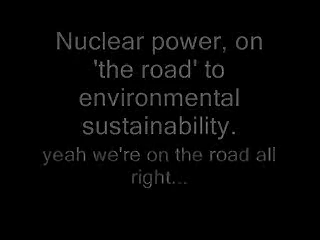 Nuclear power, on
'the road' to
environmental
sustainability.
yeah we're on the road all
right...